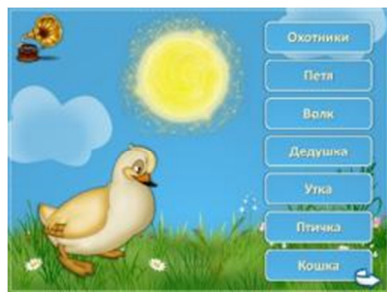 Охотники
Петя
Волк
Дедушка
Утка
Птичка
Кошка